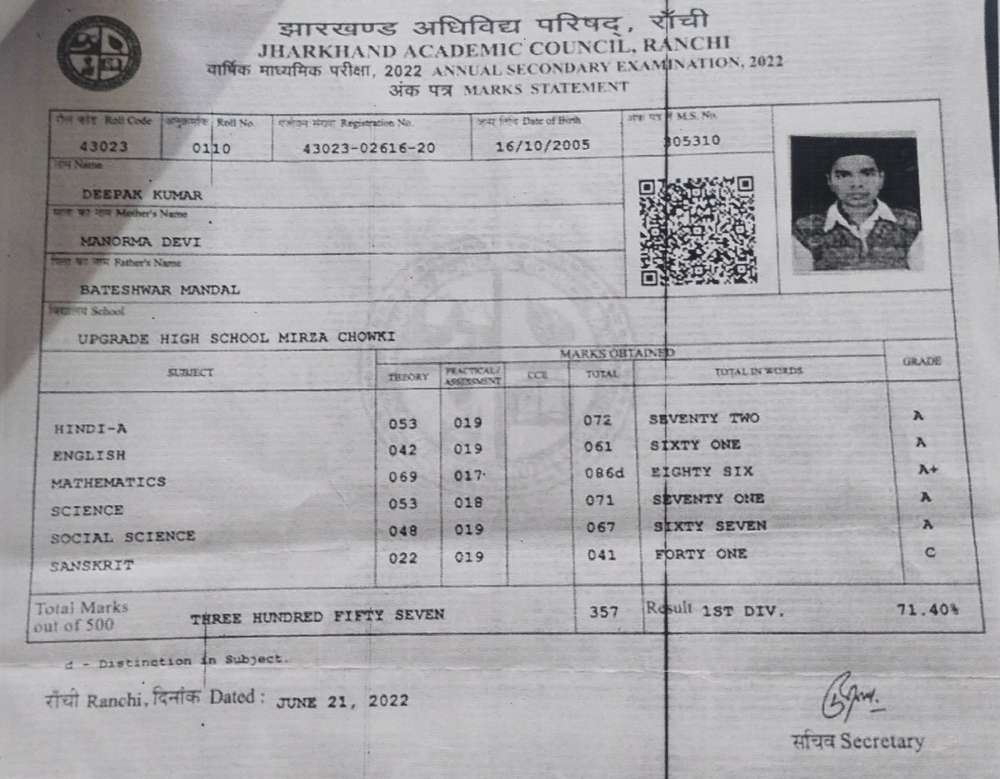 झारखण्ड अधिविद्य परिषद्, राँची
JHARKHAND ACADEMIC COUNCIL, RANCHI
वार्षिक माध्यमिक परीक्षा, 2022 ANNUAL SECONDARY EXAMINATION, 2022
अंक पत्र MARKS STATEMENT
रोल कोड Roll Code अनुक्रमांक Roll No. पंजीयन संख्या Registration No. जन्म तिथि Date of Birth अंक पत्र सं M.S. No.
43023 0110 43023-02616-20 16/10/2005 305310
नाम Name
DEEPAK KUMAR
माता का नाम Mother's Name
MANORMA DEVI
पिता का नाम Father's Name
BATESHWAR MANDAL
विद्यालय School
UPGRADE HIGH SCHOOL MIRZA CHOWKI
MARKS OBTAINED
SUBJECT THEORY PRACTICAL/ ASSESSMENT CCE TOTAL TOTAL IN WORDS GRADE
HINDI-A 053 019 072 SEVENTY TWO A
ENGLISH 042 019 061 SIXTY ONE A
MATHEMATICS 069 017 086d EIGHTY SIX A+
SCIENCE 053 018 071 SEVENTY ONE A
SOCIAL SCIENCE 048 019 067 SIXTY SEVEN A
SANSKRIT 022 019 041 FORTY ONE C
Total Marks out of 500 THREE HUNDRED FIFTY SEVEN 357 Result 1ST DIV. 71.40%
d - Distinction in Subject.
राँची Ranchi, दिनांक Dated : JUNE 21, 2022
सचिव Secretary